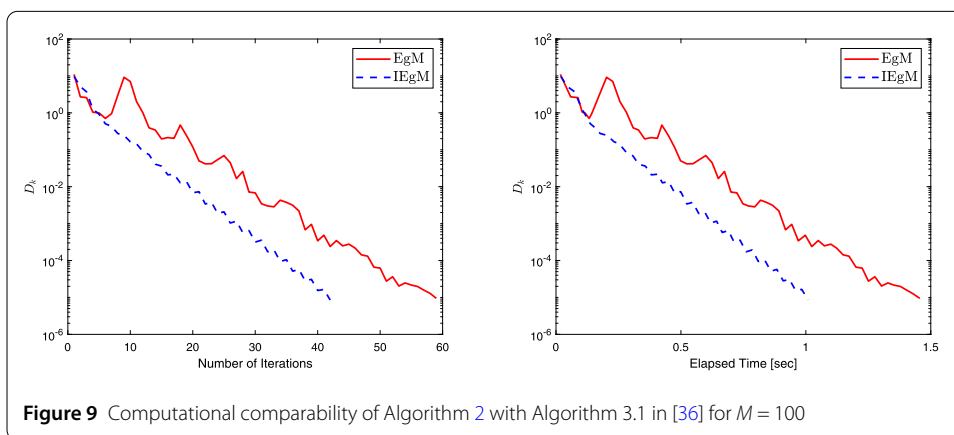 10^2
10^0
10^-2
10^-4
10^-6
D_k
0 10 20 30 40 50 60
Number of Iterations
EgM
IEgM
10^2
10^0
10^-2
10^-4
10^-6
D_k
0 0.5 1 1.5
Elapsed Time [sec]
EgM
IEgM
Figure 9 Computational comparability of Algorithm 2 with Algorithm 3.1 in [36] for M = 100